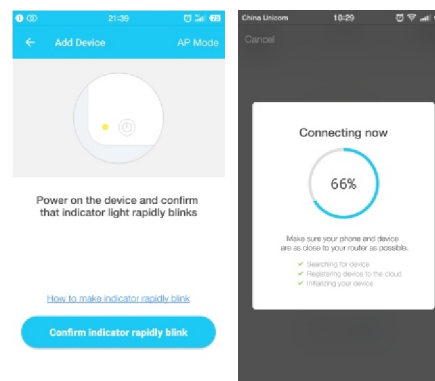 21:39
Add Device
AP Mode
Power on the device and confirm
that indicator light rapidly blinks
How to make indicator rapidly blink
Confirm indicator rapidly blink
China Unicom
10:29
Cancel
Connecting now
66%
Make sure your phone and device
are as close to your router as possible.
Searching for device
Registering device to the cloud
Initializing your device